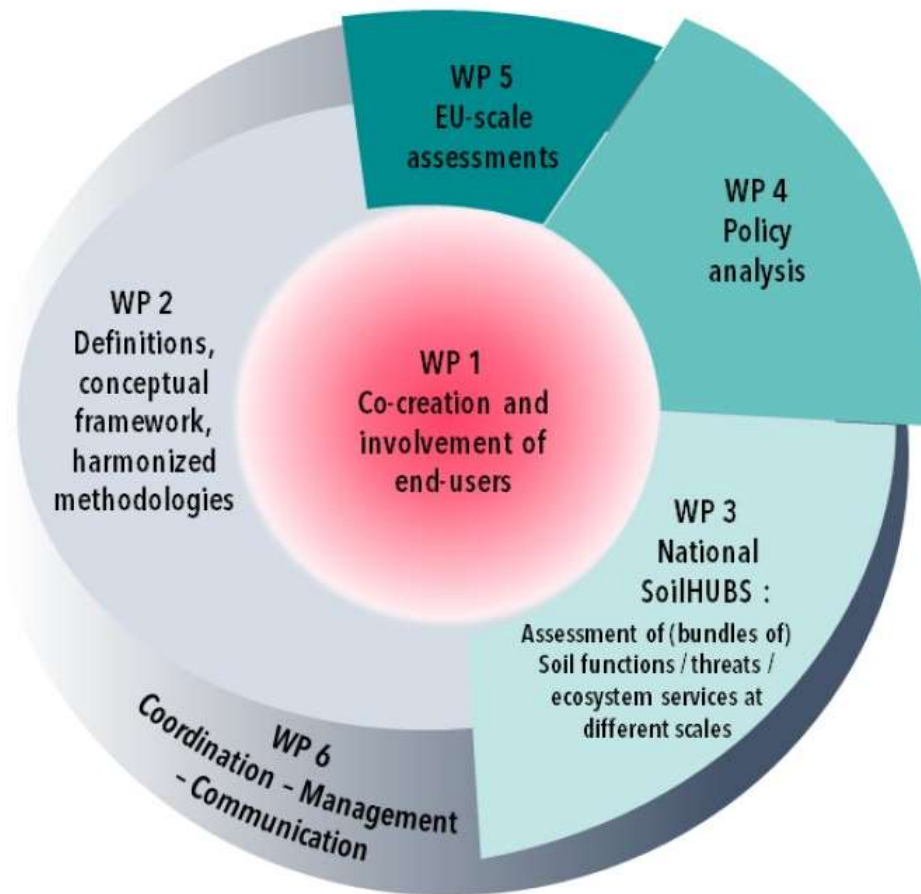 WP 5
EU-scale
assessments
WP 4
Policy
analysis
WP 2
Definitions,
conceptual
framework,
harmonized
methodologies
WP 1
Co-creation and
involvement of
end-users
WP 3
National
SoilHUBS :
Assessment of (bundles of)
Soil functions / threats /
ecosystem services at
different scales
WP 6
Coordination – Management
– Communication